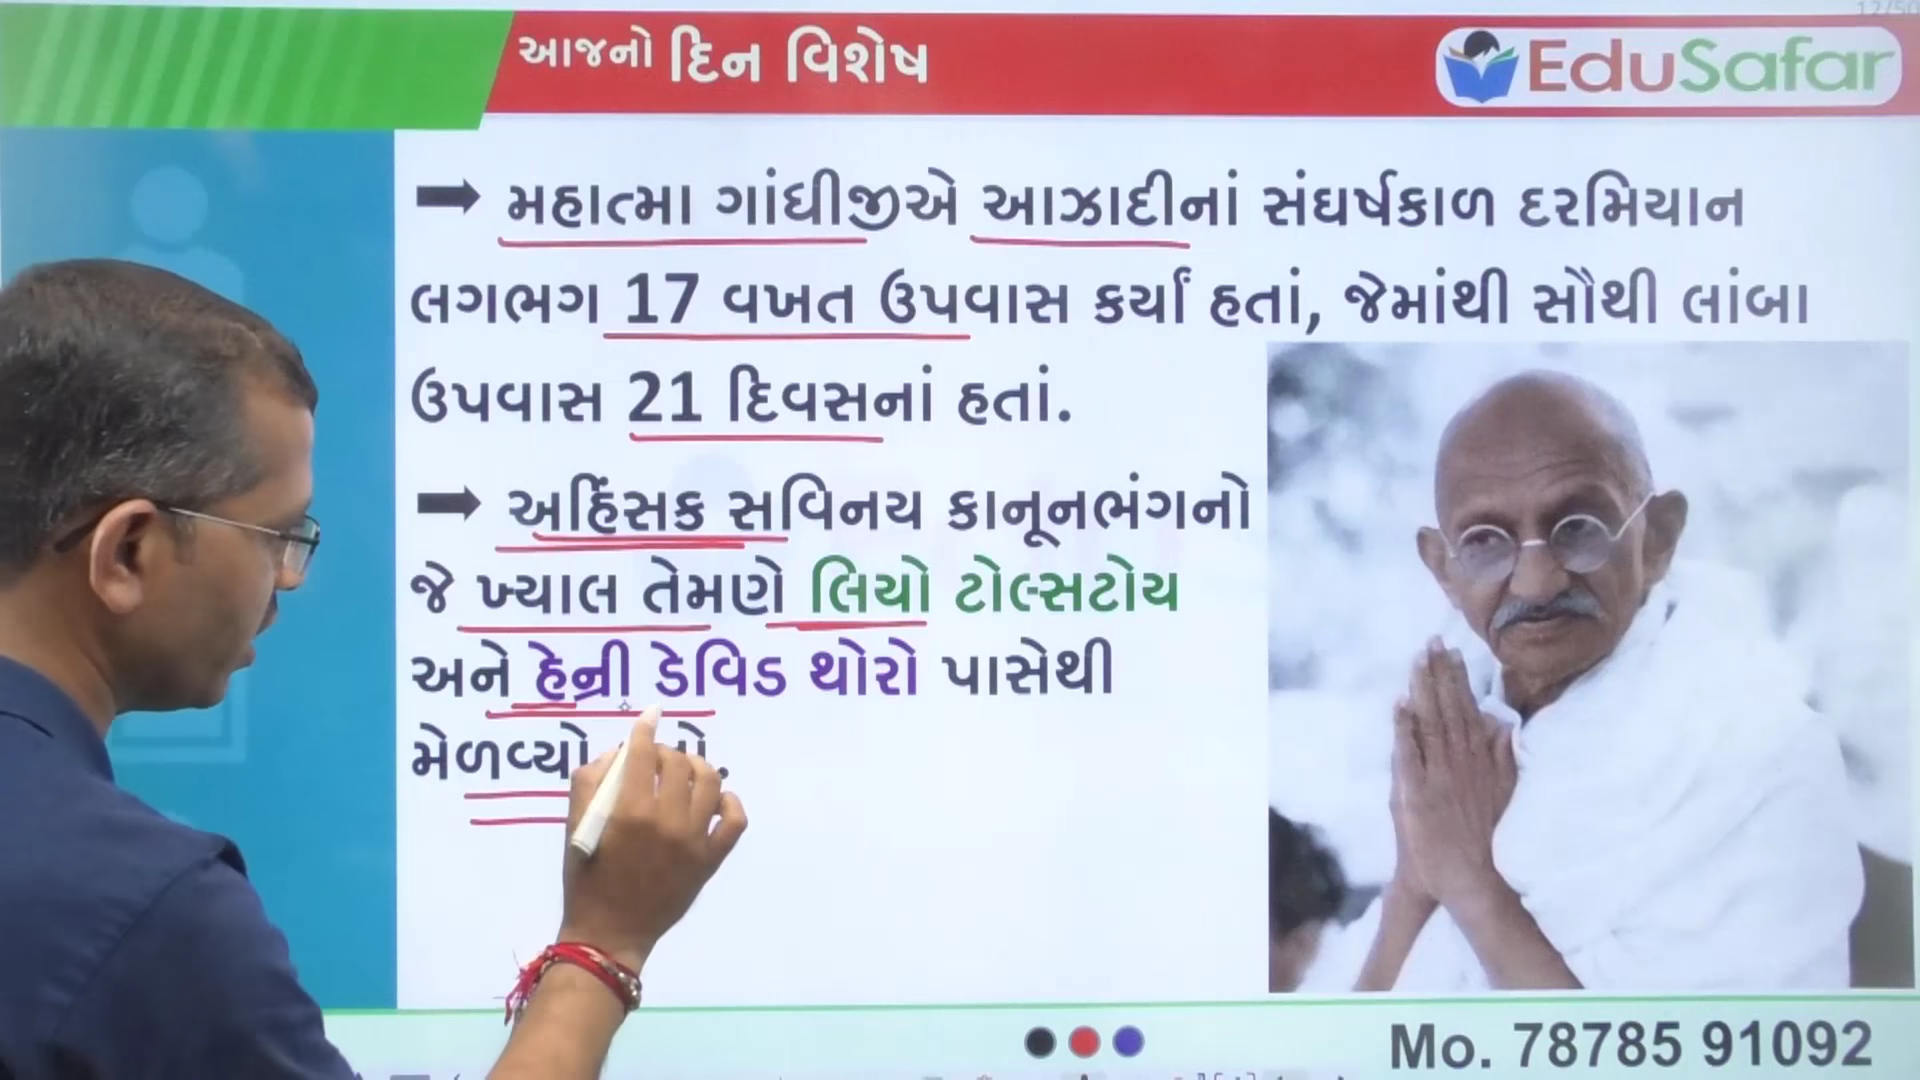 આજનો દિન વિશેષ
EduSafar
➡ મહાત્મા ગાંધીજીએ આઝાદીનાં સંઘર્ષકાળ દરમિયાન
લગભગ 17 વખત ઉપવાસ કર્યાં હતાં, જેમાંથી સૌથી લાંબા
ઉપવાસ 21 દિવસનાં હતાં.
➡ અહિંસક સવિનય કાનૂનભંગનો
જે ખ્યાલ તેમણે લિયો ટોલ્સટોય
અને હેન્રી ડેવિડ થોરો પાસેથી
મેળવ્યો
Mo. 78785 91092